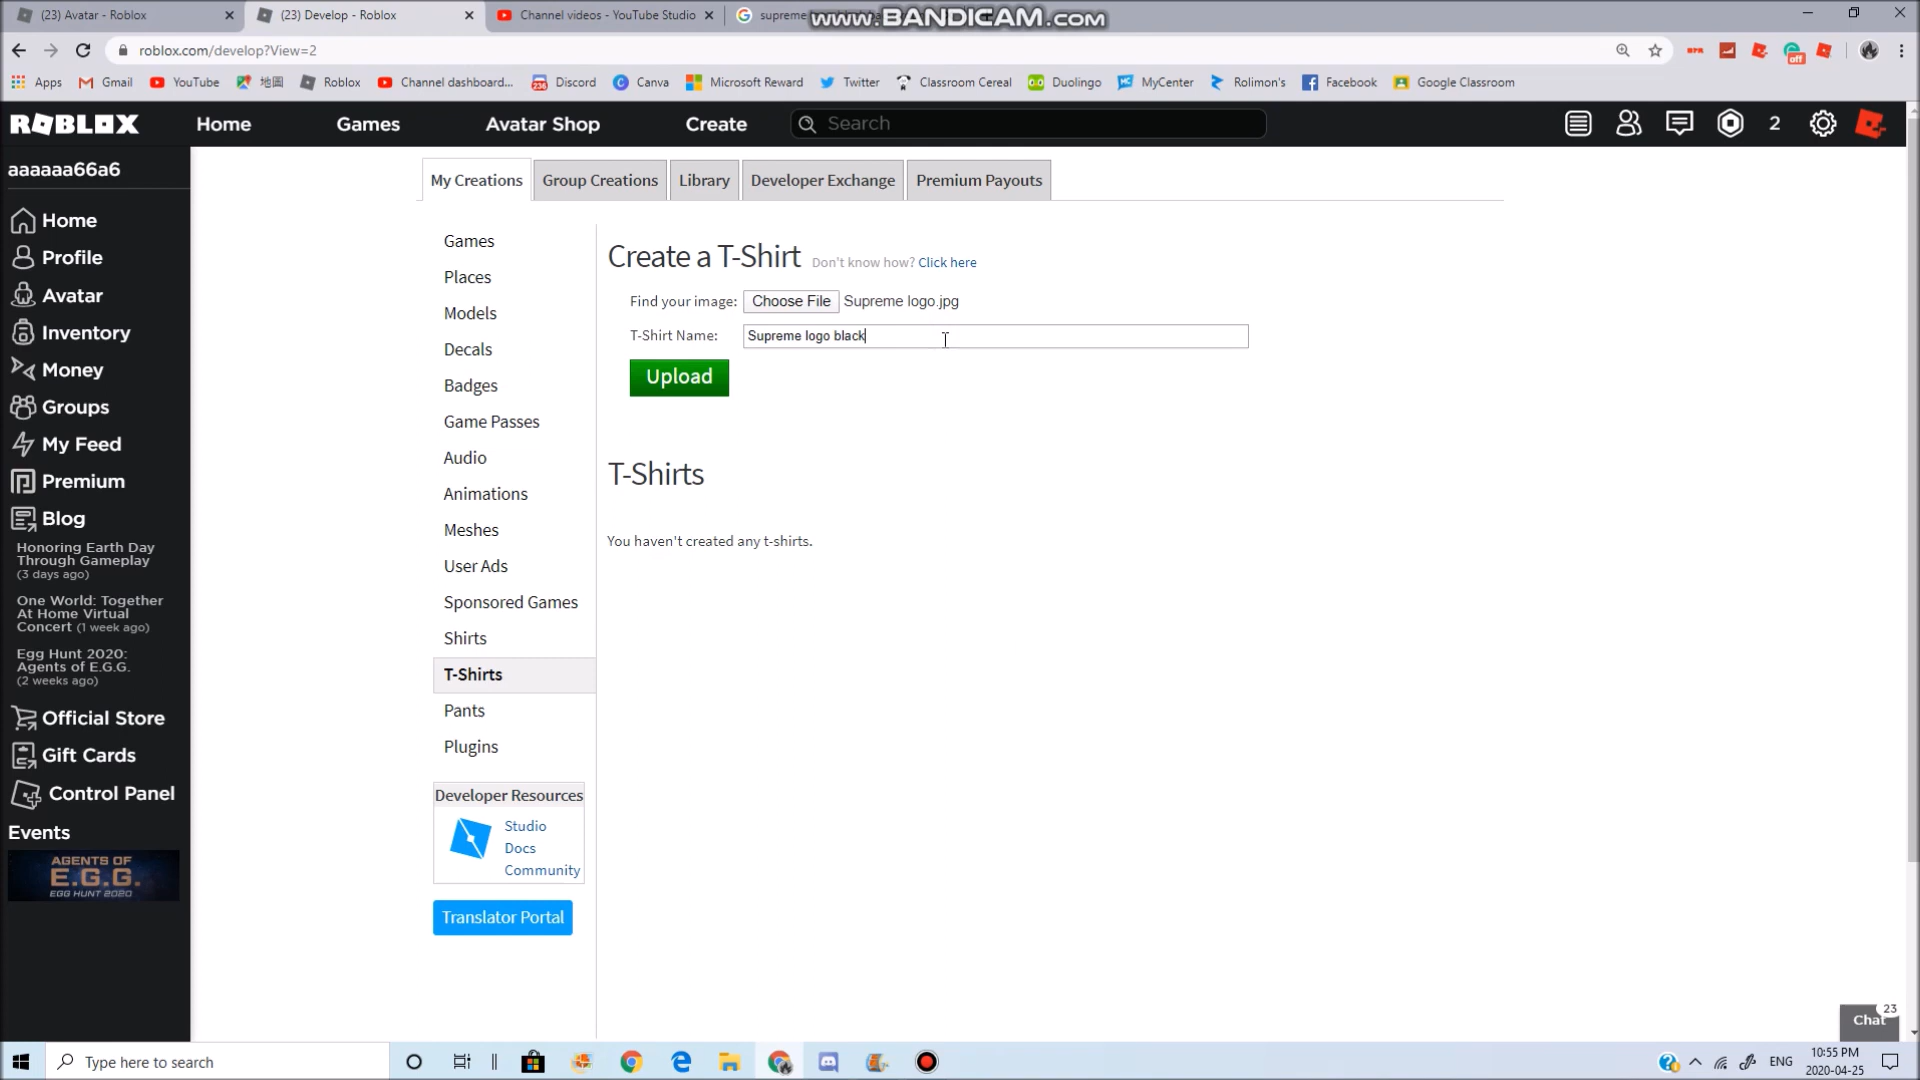 (23) Avatar - Roblox
(23) Develop - Roblox
Channel videos - YouTube Studio
supreme
www.BANDICAM.com
roblox.com/develop?View=2
Apps
Gmail
YouTube
地圖
Roblox
Channel dashboard...
Discord
Canva
Microsoft Reward
Twitter
Classroom Cereal
Duolingo
MyCenter
Rolimon's
Facebook
Google Classroom
off
236
ROBLOX
Home
Games
Avatar Shop
Create
Search
2
aaaaaa66a6
Home
Profile
Avatar
Inventory
Money
Groups
My Feed
Premium
Blog
Honoring Earth Day
Through Gameplay
(3 days ago)
One World: Together
At Home Virtual
Concert (1 week ago)
Egg Hunt 2020:
Agents of E.G.G.
(2 weeks ago)
Official Store
Gift Cards
Control Panel
Events
AGENTS OF
E.G.G.
EGG HUNT 2020
My Creations
Group Creations
Library
Developer Exchange
Premium Payouts
Games
Places
Models
Decals
Badges
Game Passes
Audio
Animations
Meshes
User Ads
Sponsored Games
Shirts
T-Shirts
Pants
Plugins
Developer Resources
Studio
Docs
Community
Translator Portal
Create a T-Shirt Don't know how? Click here
Find your image: Choose File Supreme logo.jpg
T-Shirt Name: Supreme logo black
Upload
T-Shirts
You haven't created any t-shirts.
23
Chat
Type here to search
ENG
10:55 PM
2020-04-25